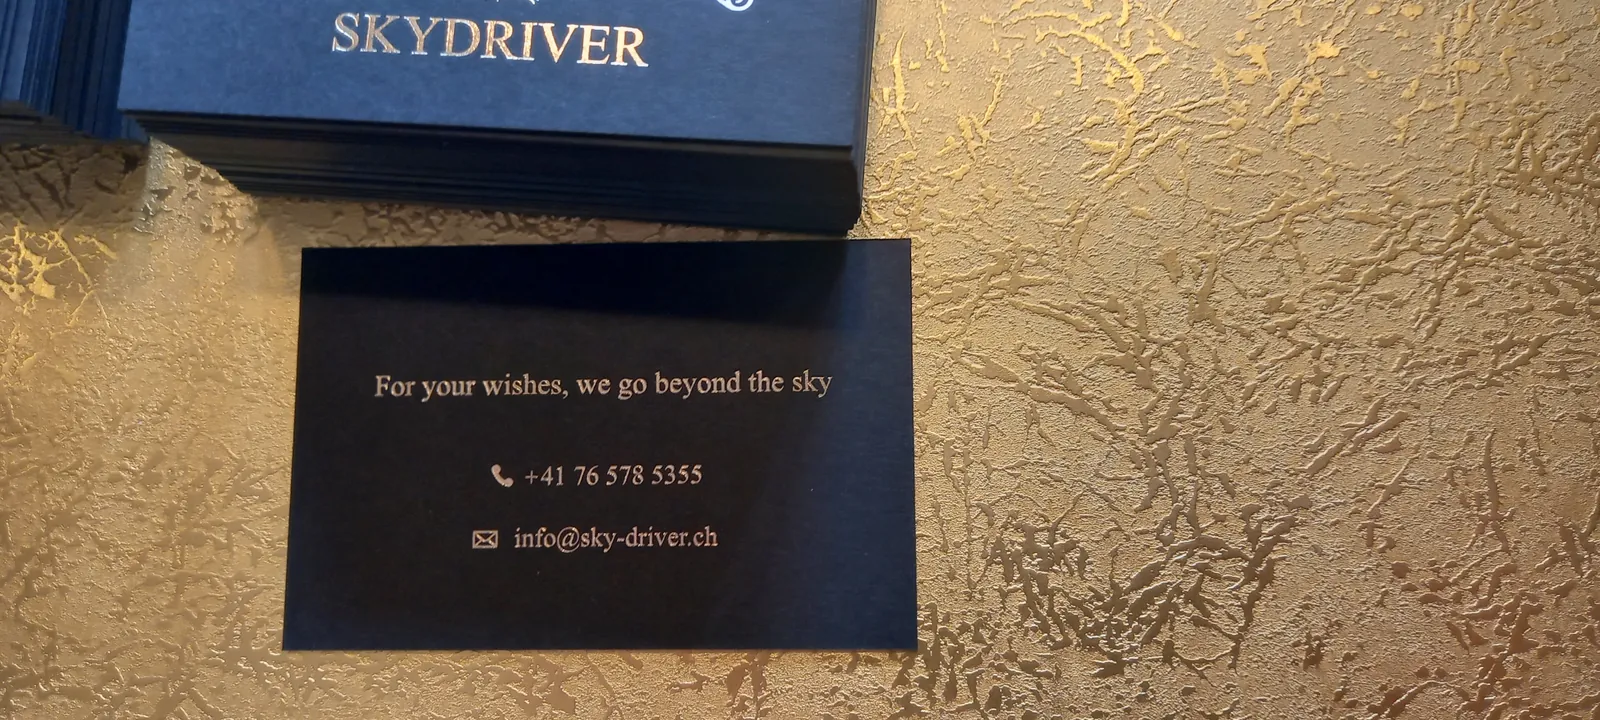 SKYDRIVER
For your wishes, we go beyond the sky
+41 76 578 5355
info@sky-driver.ch